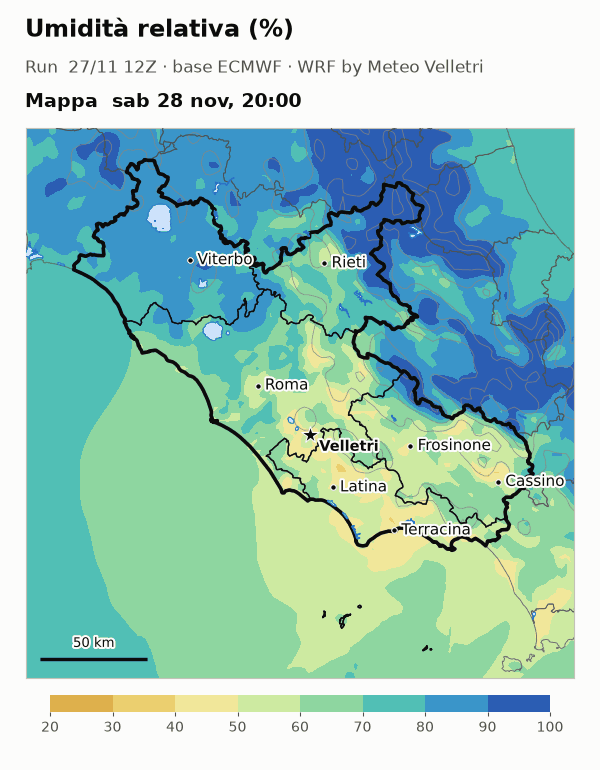 Umidità relativa (%)
Run  27/11 12Z · base ECMWF · WRF by Meteo Velletri
Mappa  sab 28 nov, 20:00
Viterbo
Rieti
Roma
Velletri
Frosinone
Cassino
Latina
Terracina
50 km
20 30 40 50 60 70 80 90 100